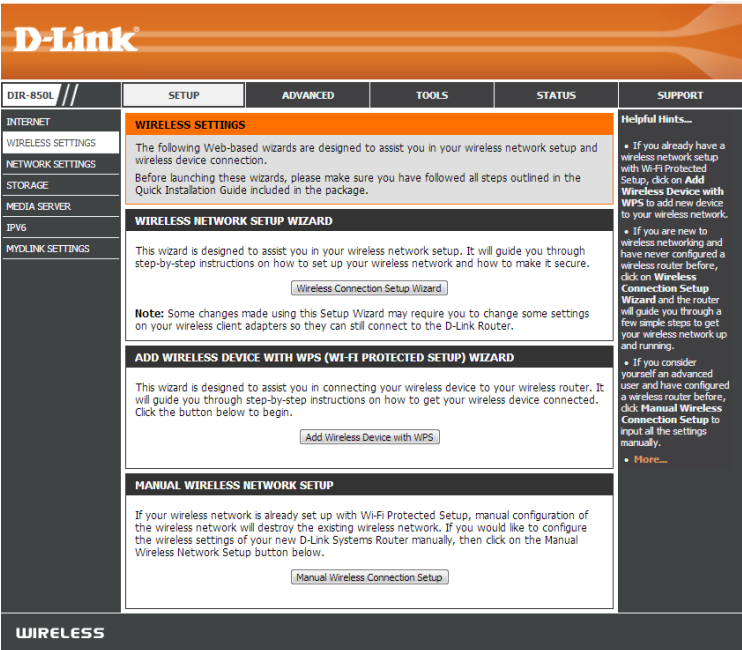 D-Link
DIR-850L
SETUP
ADVANCED
TOOLS
STATUS
SUPPORT
INTERNET
WIRELESS SETTINGS
NETWORK SETTINGS
STORAGE
MEDIA SERVER
IPV6
MYDLINK SETTINGS
WIRELESS SETTINGS
The following Web-based wizards are designed to assist you in your wireless network setup and
wireless device connection.
Before launching these wizards, please make sure you have followed all steps outlined in the
Quick Installation Guide included in the package.
WIRELESS NETWORK SETUP WIZARD
This wizard is designed to assist you in your wireless network setup. It will guide you through
step-by-step instructions on how to set up your wireless network and how to make it secure.
Wireless Connection Setup Wizard
Note: Some changes made using this Setup Wizard may require you to change some settings
on your wireless client adapters so they can still connect to the D-Link Router.
ADD WIRELESS DEVICE WITH WPS (WI-FI PROTECTED SETUP) WIZARD
This wizard is designed to assist you in connecting your wireless device to your wireless router. It
will guide you through step-by-step instructions on how to get your wireless device connected.
Click the button below to begin.
Add Wireless Device with WPS
MANUAL WIRELESS NETWORK SETUP
If your wireless network is already set up with Wi-Fi Protected Setup, manual configuration of
the wireless network will destroy the existing wireless network. If you would like to configure
the wireless settings of your new D-Link Systems Router manually, then click on the Manual
Wireless Network Setup button below.
Manual Wireless Connection Setup
Helpful Hints...
• If you already have a
wireless network setup
with Wi-Fi Protected
Setup, click on Add
Wireless Device with
WPS to add new device
to your wireless network.
• If you are new to
wireless networking and
have never configured a
wireless router before,
click on Wireless
Connection Setup
Wizard and the router
will guide you through a
few simple steps to get
your wireless network up
and running.
• If you consider
yourself an advanced
user and have configured
a wireless router before,
click Manual Wireless
Connection Setup to
input all the settings
manually.
• More...
WIRELESS